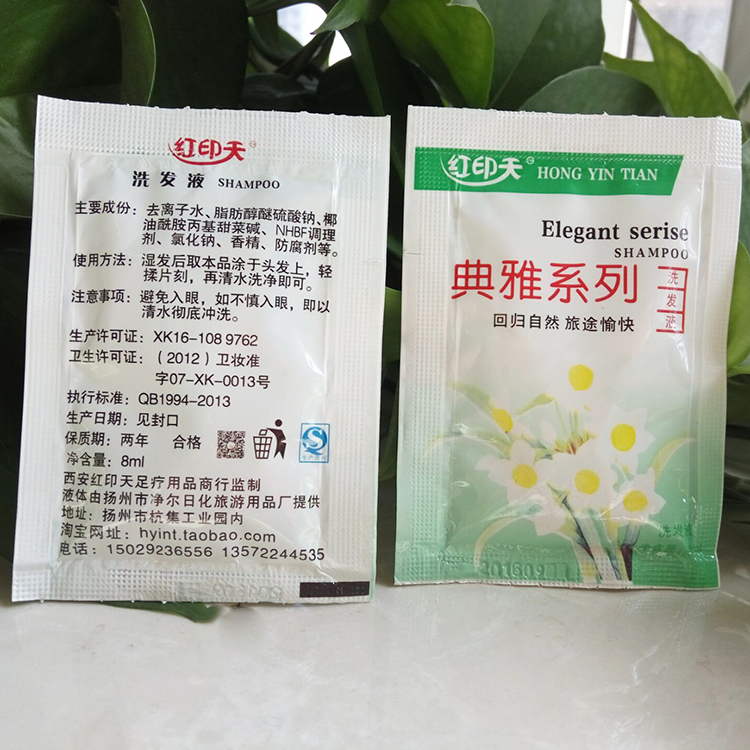 红印天
洗发液 SHAMPOO
主要成份：去离子水、脂肪醇醚硫酸钠、椰
油酰胺丙基甜菜碱、NHBF调理
剂、氯化钠、香精、防腐剂等。
使用方法：湿发后取本品涂于头发上，轻
揉片刻，再清水洗净即可。
注意事项：避免入眼，如不慎入眼，即以
清水彻底冲洗。
生产许可证：XK16-108 9762
卫生许可证：（2012）卫妆准
字07-XK-0013号
执行标准：QB1994-2013
生产日期：见封口
保质期：两年 合格
净含量：8ml
西安红印天足疗用品商行监制
液体由扬州市净尔日化旅游用品厂提供
地址：扬州市杭集工业园内
淘宝网址：hyint.taobao.com
电话：15029236556 13572244535
红印天 HONG YIN TIAN
Elegant serise
SHAMPOO
典雅系列
洗
发
液
回归自然 旅途愉快
洗发液